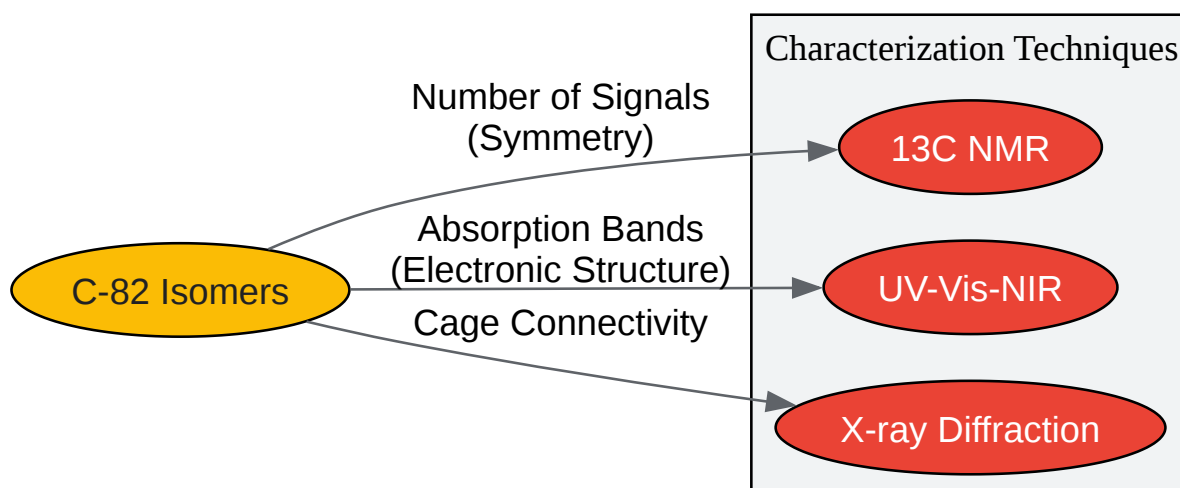 Characterization Techniques
Number of Signals
(Symmetry)
13C NMR
Absorption Bands
(Electronic Structure)
C-82 Isomers
UV-Vis-NIR
Cage Connectivity
X-ray Diffraction